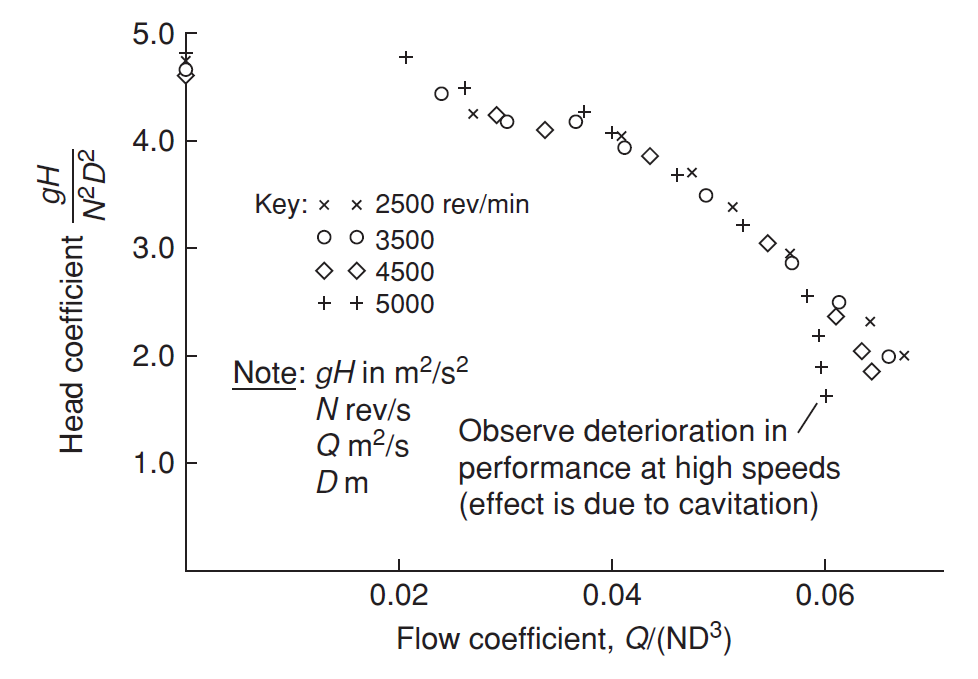 5.0
4.0
3.0
2.0
1.0
Head coefficient gH/N²D²
Key: × × 2500 rev/min
○ ○ 3500
◇ ◇ 4500
+ + 5000
Note: gH in m²/s²
N rev/s
Q m²/s
D m
Observe deterioration in
performance at high speeds
(effect is due to cavitation)
0.02 0.04 0.06
Flow coefficient, Q/(ND³)